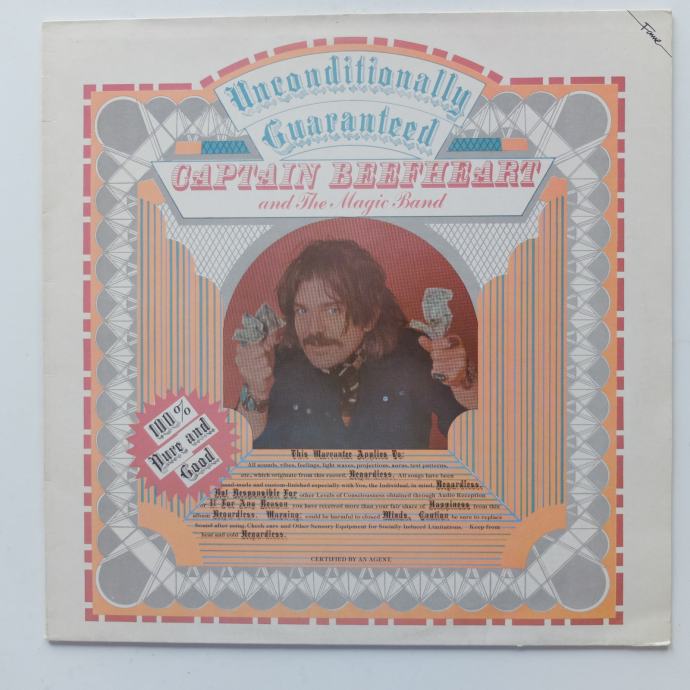 Fame
Unconditionally
Guaranteed
CAPTAIN BEEFHEART
and The Magic Band
100%
Pure and
Good
This Warrantee Applies To:
All sounds, vibes, feelings, light waves, projections, auras, test patterns,
etc., which originate from this record, Regardless. All songs have been
hand-made and custom-finished especially with You, the Individual, in mind, Regardless.
Not Responsible For other Levels of Consciousness obtained through Audio Reception
or If For Any Reason you have received more than your fair share of Happiness from this
album Regardless. Warning: could be harmful to closed Minds. Caution be sure to replace
Sound after using. Check ears and Other Sensory Equipment for Socially Induced Limitations. Keep from
heat and cold Regardless.
CERTIFIED BY AN AGENT.